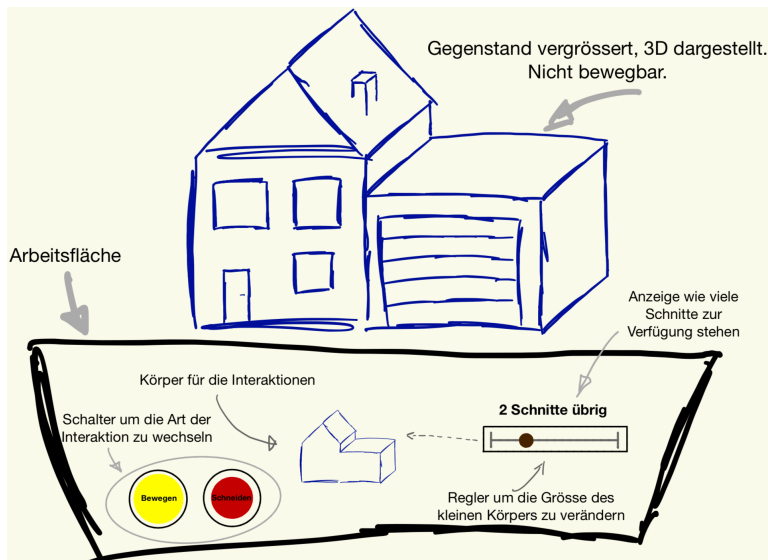 Gegenstand vergrössert, 3D dargestellt.
Nicht bewegbar.
Arbeitsfläche
Anzeige wie viele
Schnitte zur
Verfügung stehen
Körper für die Interaktionen
2 Schnitte übrig
Schalter um die Art der
Interaktion zu wechseln
Bewegen
Schneiden
Regler um die Grösse des
kleinen Körpers zu verändern